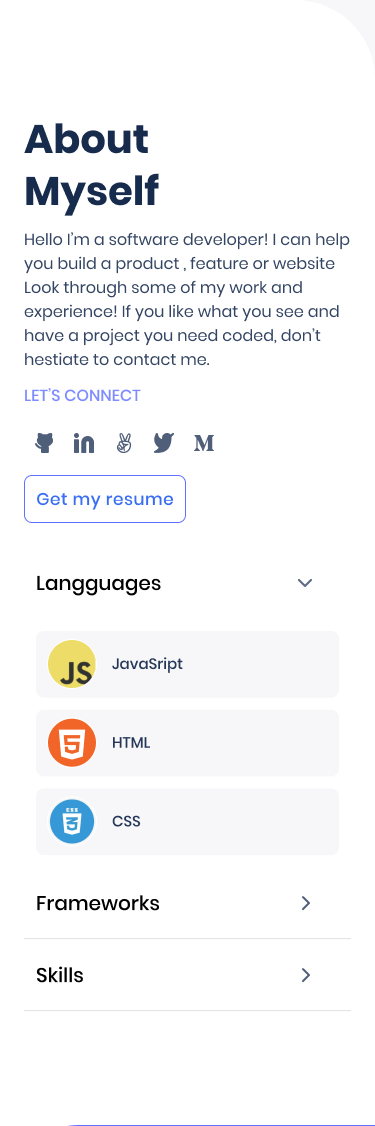 About
Myself
Hello I'm a software developer! I can help
you build a product , feature or website
Look through some of my work and
experience! If you like what you see and
have a project you need coded, don't
hestiate to contact me.
LET'S CONNECT
Get my resume
Langguages
JS
JavaSript
HTML
CSS
Frameworks
Skills